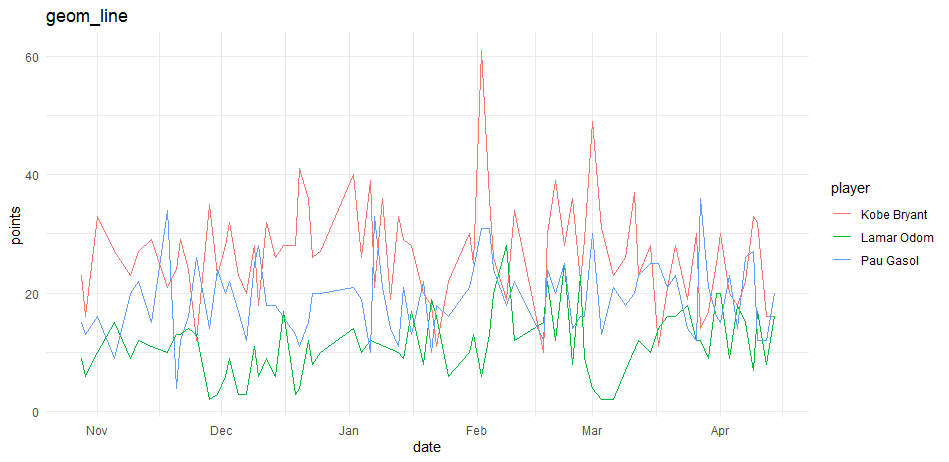 geom_line
60
40
20
0
points
Nov Dec Jan Feb Mar Apr
date
player
Kobe Bryant
Lamar Odom
Pau Gasol